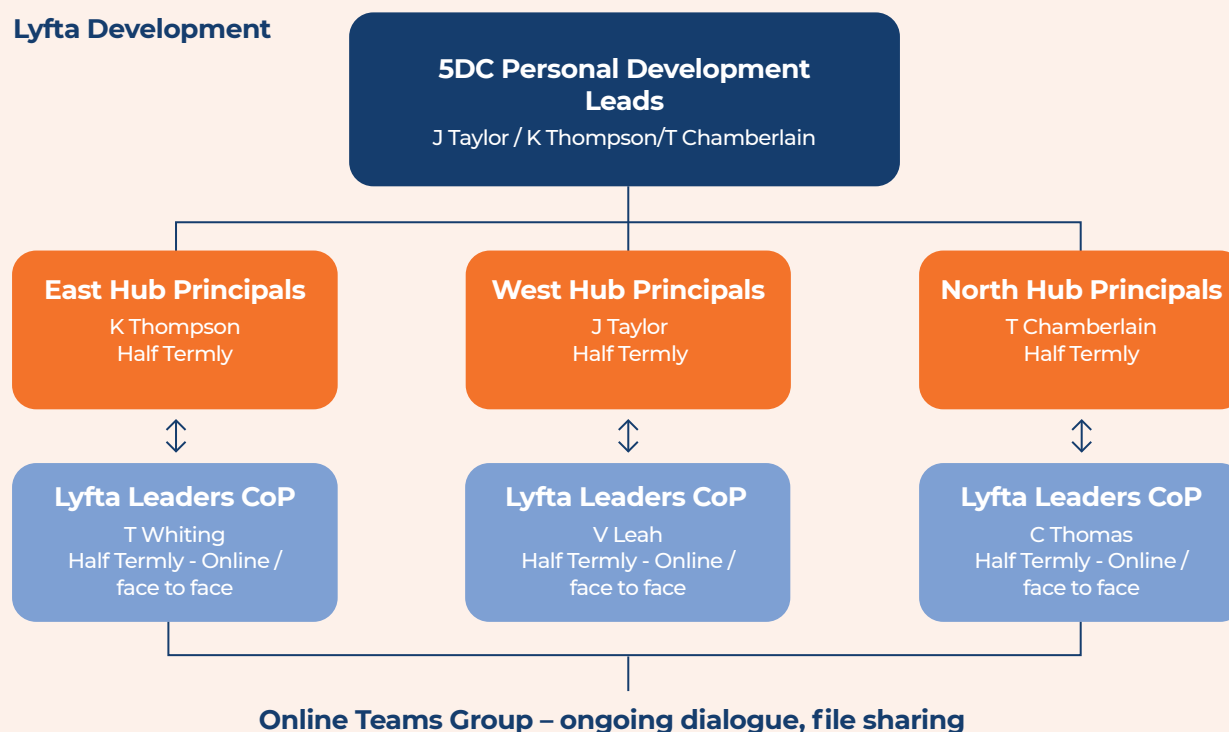 Lyfta Development
5DC Personal Development
Leads
J Taylor / K Thompson/T Chamberlain
East Hub Principals
K Thompson
Half Termly
West Hub Principals
J Taylor
Half Termly
North Hub Principals
T Chamberlain
Half Termly
Lyfta Leaders CoP
T Whiting
Half Termly - Online /
face to face
Lyfta Leaders CoP
V Leah
Half Termly - Online /
face to face
Lyfta Leaders CoP
C Thomas
Half Termly - Online /
face to face
Online Teams Group – ongoing dialogue, file sharing